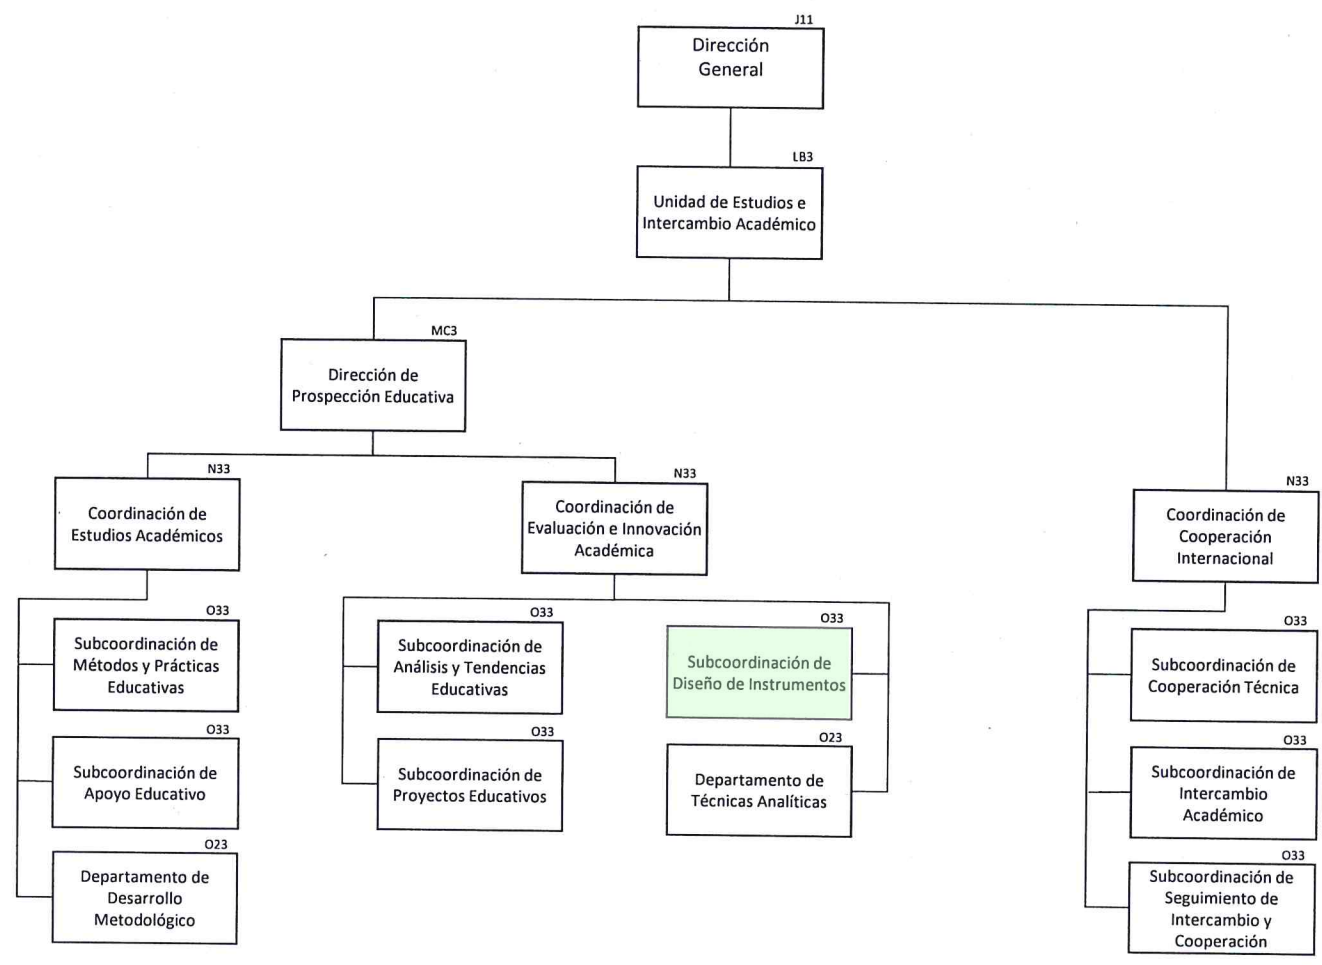 J11
Dirección
General
LB3
Unidad de Estudios e
Intercambio Académico
MC3
Dirección de
Prospección Educativa
N33
Coordinación de
Estudios Académicos
N33
Coordinación de
Evaluación e Innovación
Académica
N33
Coordinación de
Cooperación
Internacional
O33
Subcoordinación de
Métodos y Prácticas
Educativas
O33
Subcoordinación de
Apoyo Educativo
O23
Departamento de
Desarrollo
Metodológico
O33
Subcoordinación de
Análisis y Tendencias
Educativas
O33
Subcoordinación de
Proyectos Educativos
O33
Subcoordinación de
Diseño de Instrumentos
O23
Departamento de
Técnicas Analíticas
O33
Subcoordinación de
Cooperación Técnica
O33
Subcoordinación de
Intercambio
Académico
O33
Subcoordinación de
Seguimiento de
Intercambio y
Cooperación